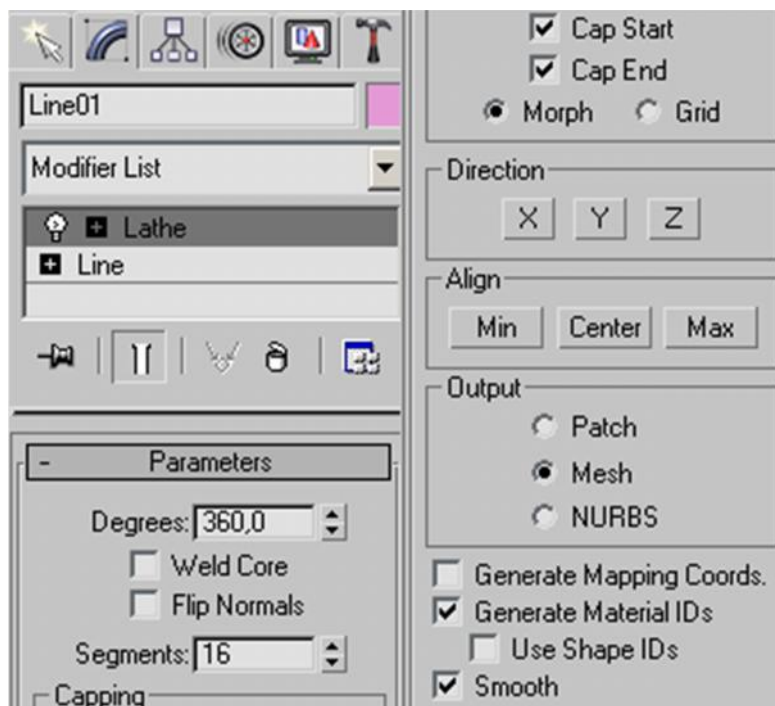 Line01
Modifier List
Lathe
Line
Parameters
Degrees: 360,0
Weld Core
Flip Normals
Segments: 16
Capping
Cap Start
Cap End
Morph Grid
Direction
X Y Z
Align
Min Center Max
Output
Patch
Mesh
NURBS
Generate Mapping Coords.
Generate Material IDs
Use Shape IDs
Smooth